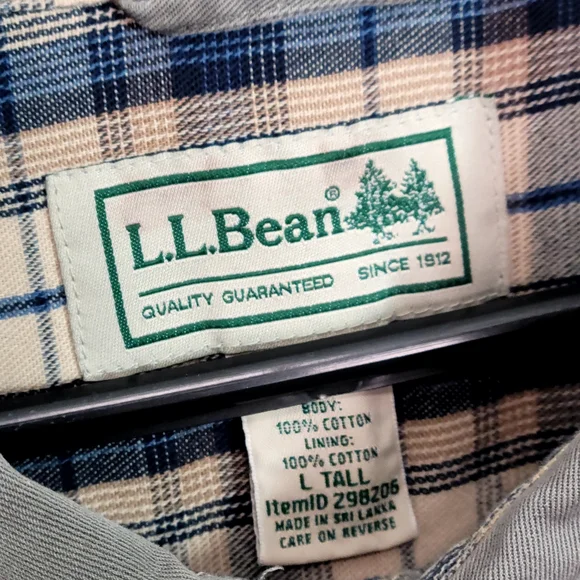 L.L.Bean®
QUALITY GUARANTEED SINCE 1912
BODY:
100% COTTON
LINING:
100% COTTON
L TALL
ItemID 298206
MADE IN SRI LANKA
CARE ON REVERSE